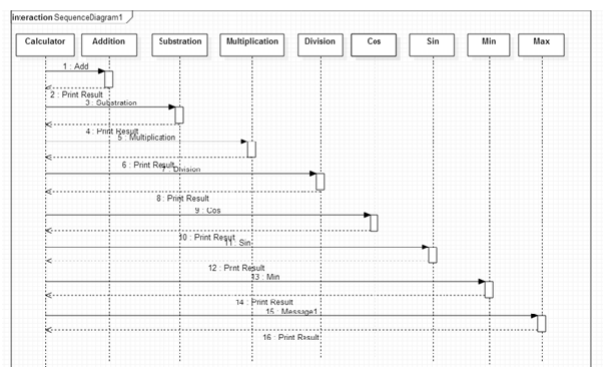 interaction SequenceDiagram1
Calculator Addition Substration Multiplication Division Cos Sin Min Max
1 : Add
2 : Print Result
3 : Substration
4 : Print Result
5 : Multiplication
6 : Print Result
7 : Division
8 : Print Result
9 : Cos
10 : Print Result
11 : Sin
12 : Print Result
13 : Min
14 : Print Result
15 : Message1
16 : Print Result